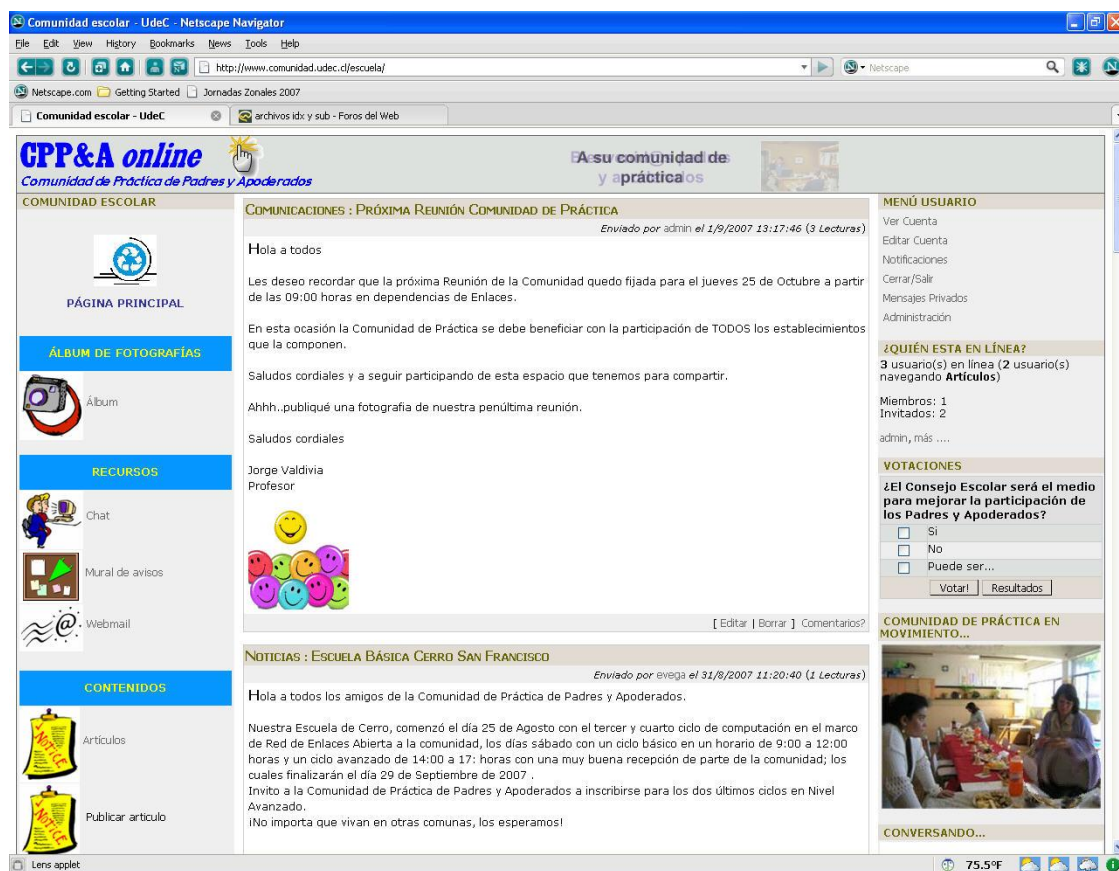 Comunidad escolar - UdeC - Netscape Navigator
File Edit View History Bookmarks News Tools Help
http://www.comunidad.udec.cl/escuela/
Netscape
Netscape.com Getting Started Jornadas Zonales 2007
Comunidad escolar - UdeC
archivos idx y sub - Foros del Web
CPP&A online
Comunidad de Práctica de Padres y Apoderados
A su comunidad de
práctica
COMUNIDAD ESCOLAR
PÁGINA PRINCIPAL
ÁLBUM DE FOTOGRAFÍAS
Álbum
RECURSOS
Chat
Mural de avisos
Webmail
CONTENIDOS
NOTICE
Artículos
NOTICE
Publicar articulo
COMUNICACIONES : PRÓXIMA REUNIÓN COMUNIDAD DE PRÁCTICA
Enviado por admin el 1/9/2007 13:17:46 (3 Lecturas)
Hola a todos
Les deseo recordar que la próxima Reunión de la Comunidad quedo fijada para el jueves 25 de Octubre a partir
de las 09:00 horas en dependencias de Enlaces.
En esta ocasión la Comunidad de Práctica se debe beneficiar con la participación de TODOS los establecimientos
que la componen.
Saludos cordiales y a seguir participando de esta espacio que tenemos para compartir.
Ahhh..publiqué una fotografia de nuestra penúltima reunión.
Saludos cordiales
Jorge Valdivia
Profesor
[ Editar | Borrar ] Comentarios?
NOTICIAS : ESCUELA BÁSICA CERRO SAN FRANCISCO
Enviado por evega el 31/8/2007 11:20:40 (1 Lecturas)
Hola a todos los amigos de la Comunidad de Práctica de Padres y Apoderados.
Nuestra Escuela de Cerro, comenzó el día 25 de Agosto con el tercer y cuarto ciclo de computación en el marco
de Red de Enlaces Abierta a la comunidad, los días sábado con un ciclo básico en un horario de 9:00 a 12:00
horas y un ciclo avanzado de 14:00 a 17: horas con una muy buena recepción de parte de la comunidad; los
cuales finalizarán el día 29 de Septiembre de 2007 .
Invito a la Comunidad de Práctica de Padres y Apoderados a inscribirse para los dos últimos ciclos en Nivel
Avanzado.
¡No importa que vivan en otras comunas, los esperamos!
MENÚ USUARIO
Ver Cuenta
Editar Cuenta
Notificaciones
Cerrar/Salir
Mensajes Privados
Administración
¿QUIÉN ESTA EN LÍNEA?
3 usuario(s) en línea (2 usuario(s)
navegando Artículos)
Miembros: 1
Invitados: 2
admin, más ....
VOTACIONES
¿El Consejo Escolar será el medio
para mejorar la participación de
los Padres y Apoderados?
Si
No
Puede ser...
Votar! Resultados
COMUNIDAD DE PRÁCTICA EN
MOVIMIENTO...
CONVERSANDO...
Lens applet
75.5°F